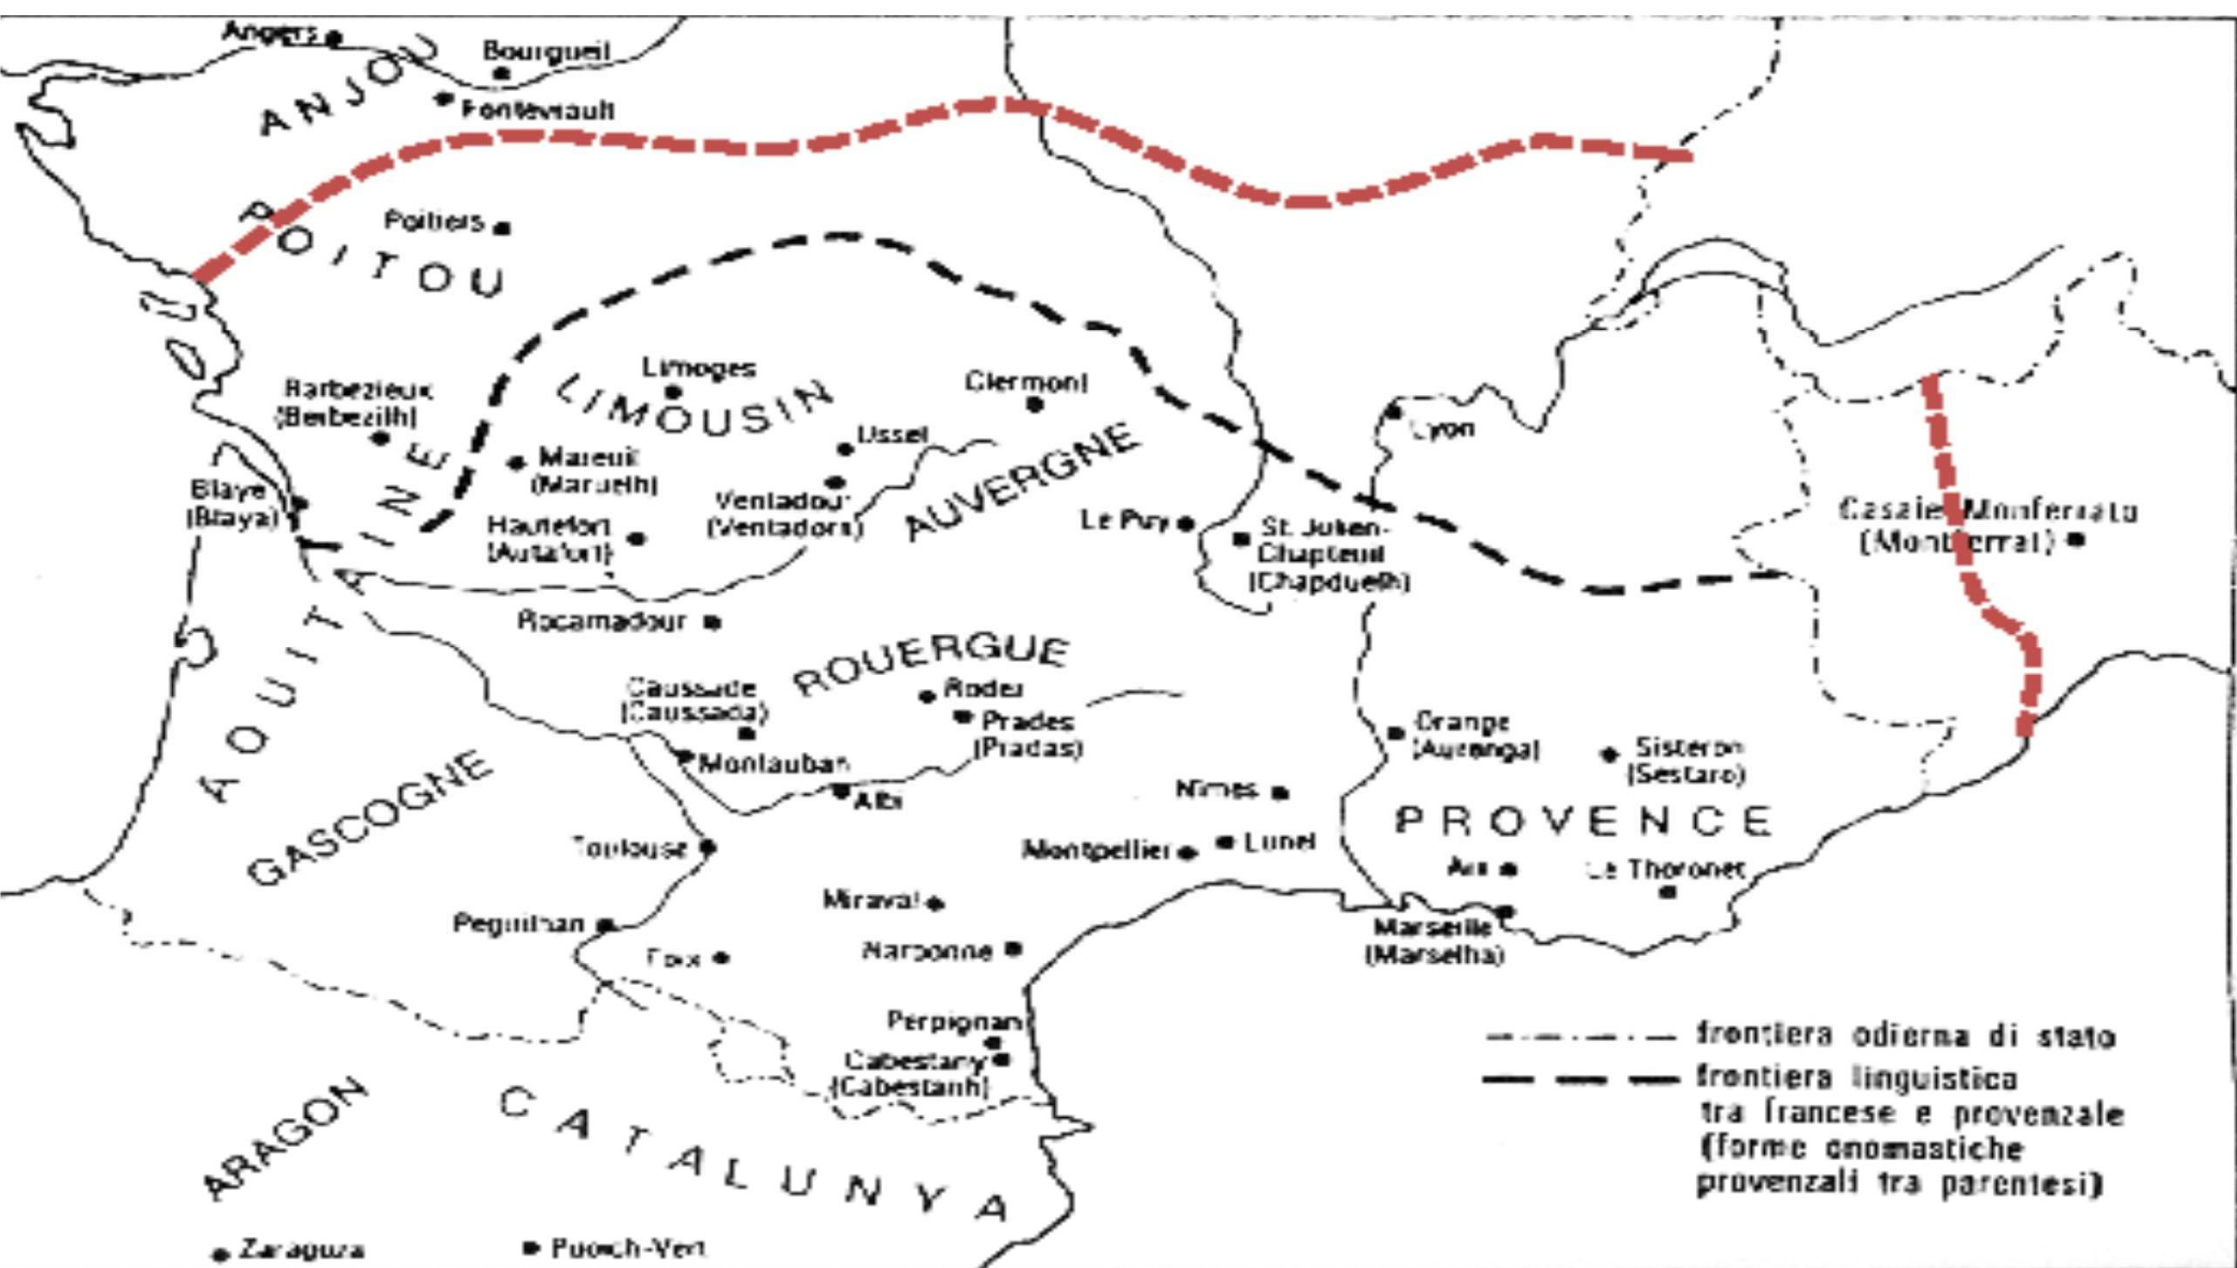 Angers
Bourgueil
ANJOU
Fontevrault
Poitiers
POITOU
Limoges
LIMOUSIN
Clermont
Barbezieux
(Berbezilh)
Ussel
Mareuil
(Maruelh)
Lyon
Blaye
(Blaya)
Ventadour
(Ventadorn)
AUVERGNE
Hautefort
(Autafort)
Le Puy
St. Julien-
Chapteuil
(Chapduelh)
Casale Monferrato
(Montferrat)
AQUITAINE
Rocamadour
ROUERGUE
Caussade
(Caussada)
Rodez
Prades
(Pradas)
Montauban
Albi
Orange
(Aurenga)
Sisteron
(Sestaro)
GASCOGNE
Nîmes
PROVENCE
Toulouse
Montpellier
Lunel
Aix
Le Thoronet
Miraval
Peguilhan
Marseille
(Marselha)
Foix
Narbonne
Perpignan
Cabestany
(Cabestanh)
ARAGON
CATALUNYA
Zaragoza
Puoich-Vert
frontiera odierna di stato
frontiera linguistica
tra francese e provenzale
(forme onomastiche
provenzali tra parentesi)